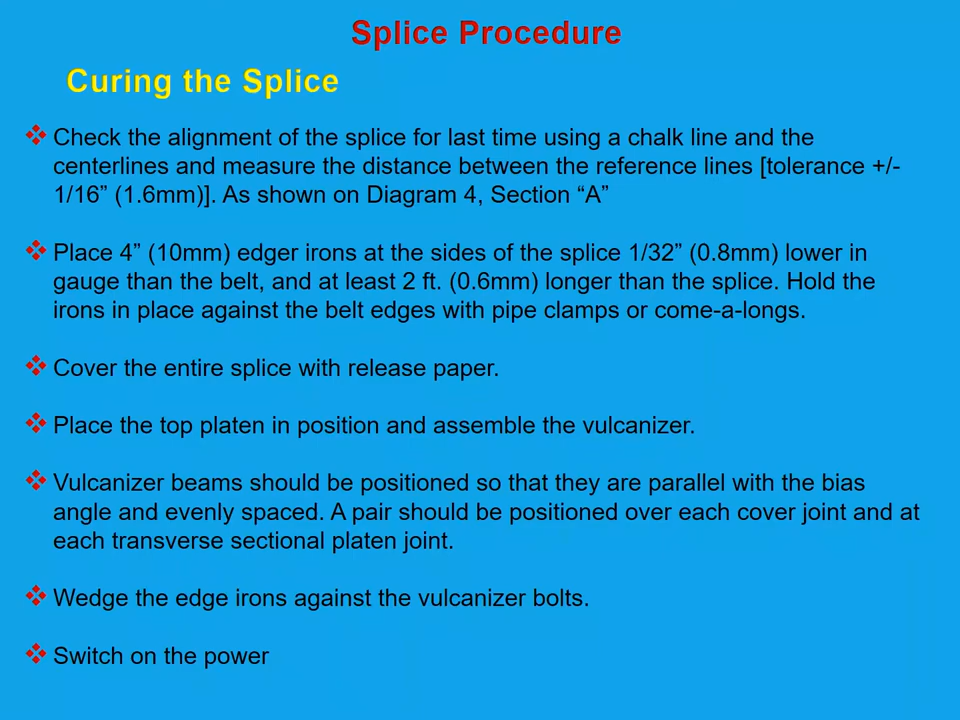 Splice Procedure
Curing the Splice
❖ Check the alignment of the splice for last time using a chalk line and the
centerlines and measure the distance between the reference lines [tolerance +/-
1/16” (1.6mm)]. As shown on Diagram 4, Section “A”
❖ Place 4” (10mm) edger irons at the sides of the splice 1/32” (0.8mm) lower in
gauge than the belt, and at least 2 ft. (0.6mm) longer than the splice. Hold the
irons in place against the belt edges with pipe clamps or come-a-longs.
❖ Cover the entire splice with release paper.
❖ Place the top platen in position and assemble the vulcanizer.
❖ Vulcanizer beams should be positioned so that they are parallel with the bias
angle and evenly spaced. A pair should be positioned over each cover joint and at
each transverse sectional platen joint.
❖ Wedge the edge irons against the vulcanizer bolts.
❖ Switch on the power